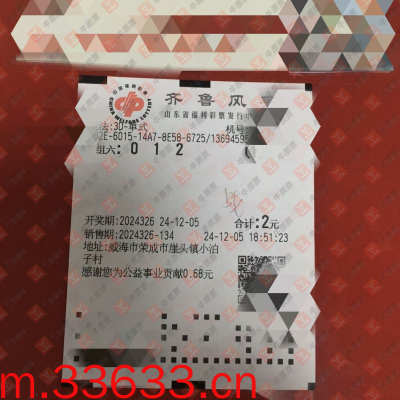 齐鲁风
山东省福利彩票发行中
法:3D-单式 机号
2E-6015-14A7-8E58-6725/1369459
组六: 0 1 2
开奖期:2024326 24-12-05 合计:2元
销售期:2024326-134 24-12-05 18:51:23
地址:威海市荣成市崖头镇小泊
子村
感谢您为公益事业贡献0.68元
m.33633.cn